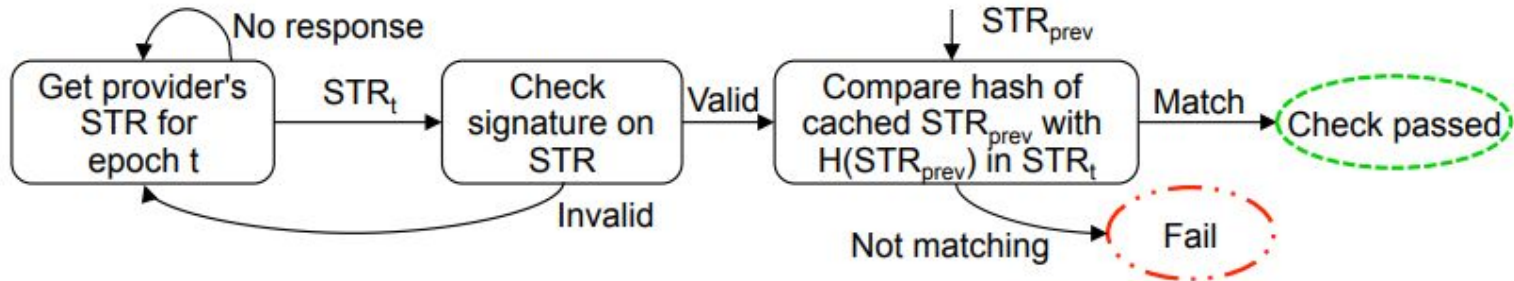 No response
STRprev
Get provider's
STR for
epoch t
STRt
Check
signature on
STR
Valid
Compare hash of
cached STRprev with
H(STRprev) in STRt
Match
Check passed
Invalid
Not matching
Fail